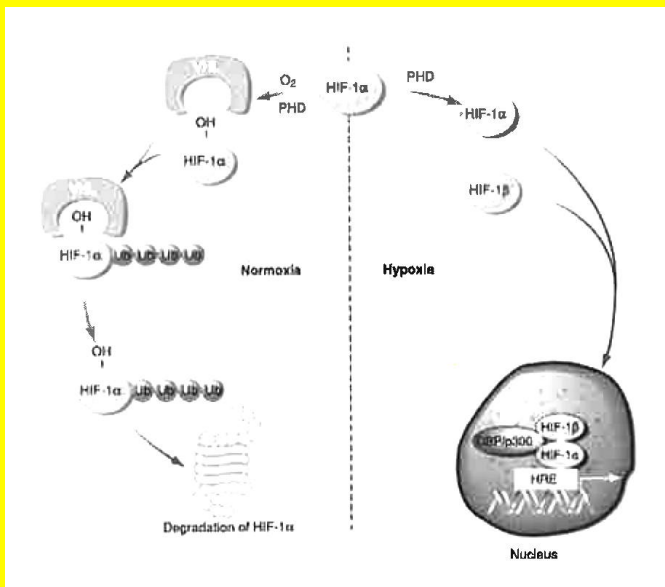 O₂
PHD
OH
HIF-1α
HIF-1α
PHD
HIF-1α
HIF-1β
OH
HIF-1α Ub Ub Ub Ub
Normoxia
Hypoxia
OH
HIF-1α Ub Ub Ub Ub
Degradation of HIF-1α
HIF-1β
CBP/p300
HIF-1α
HRE
Nucleus